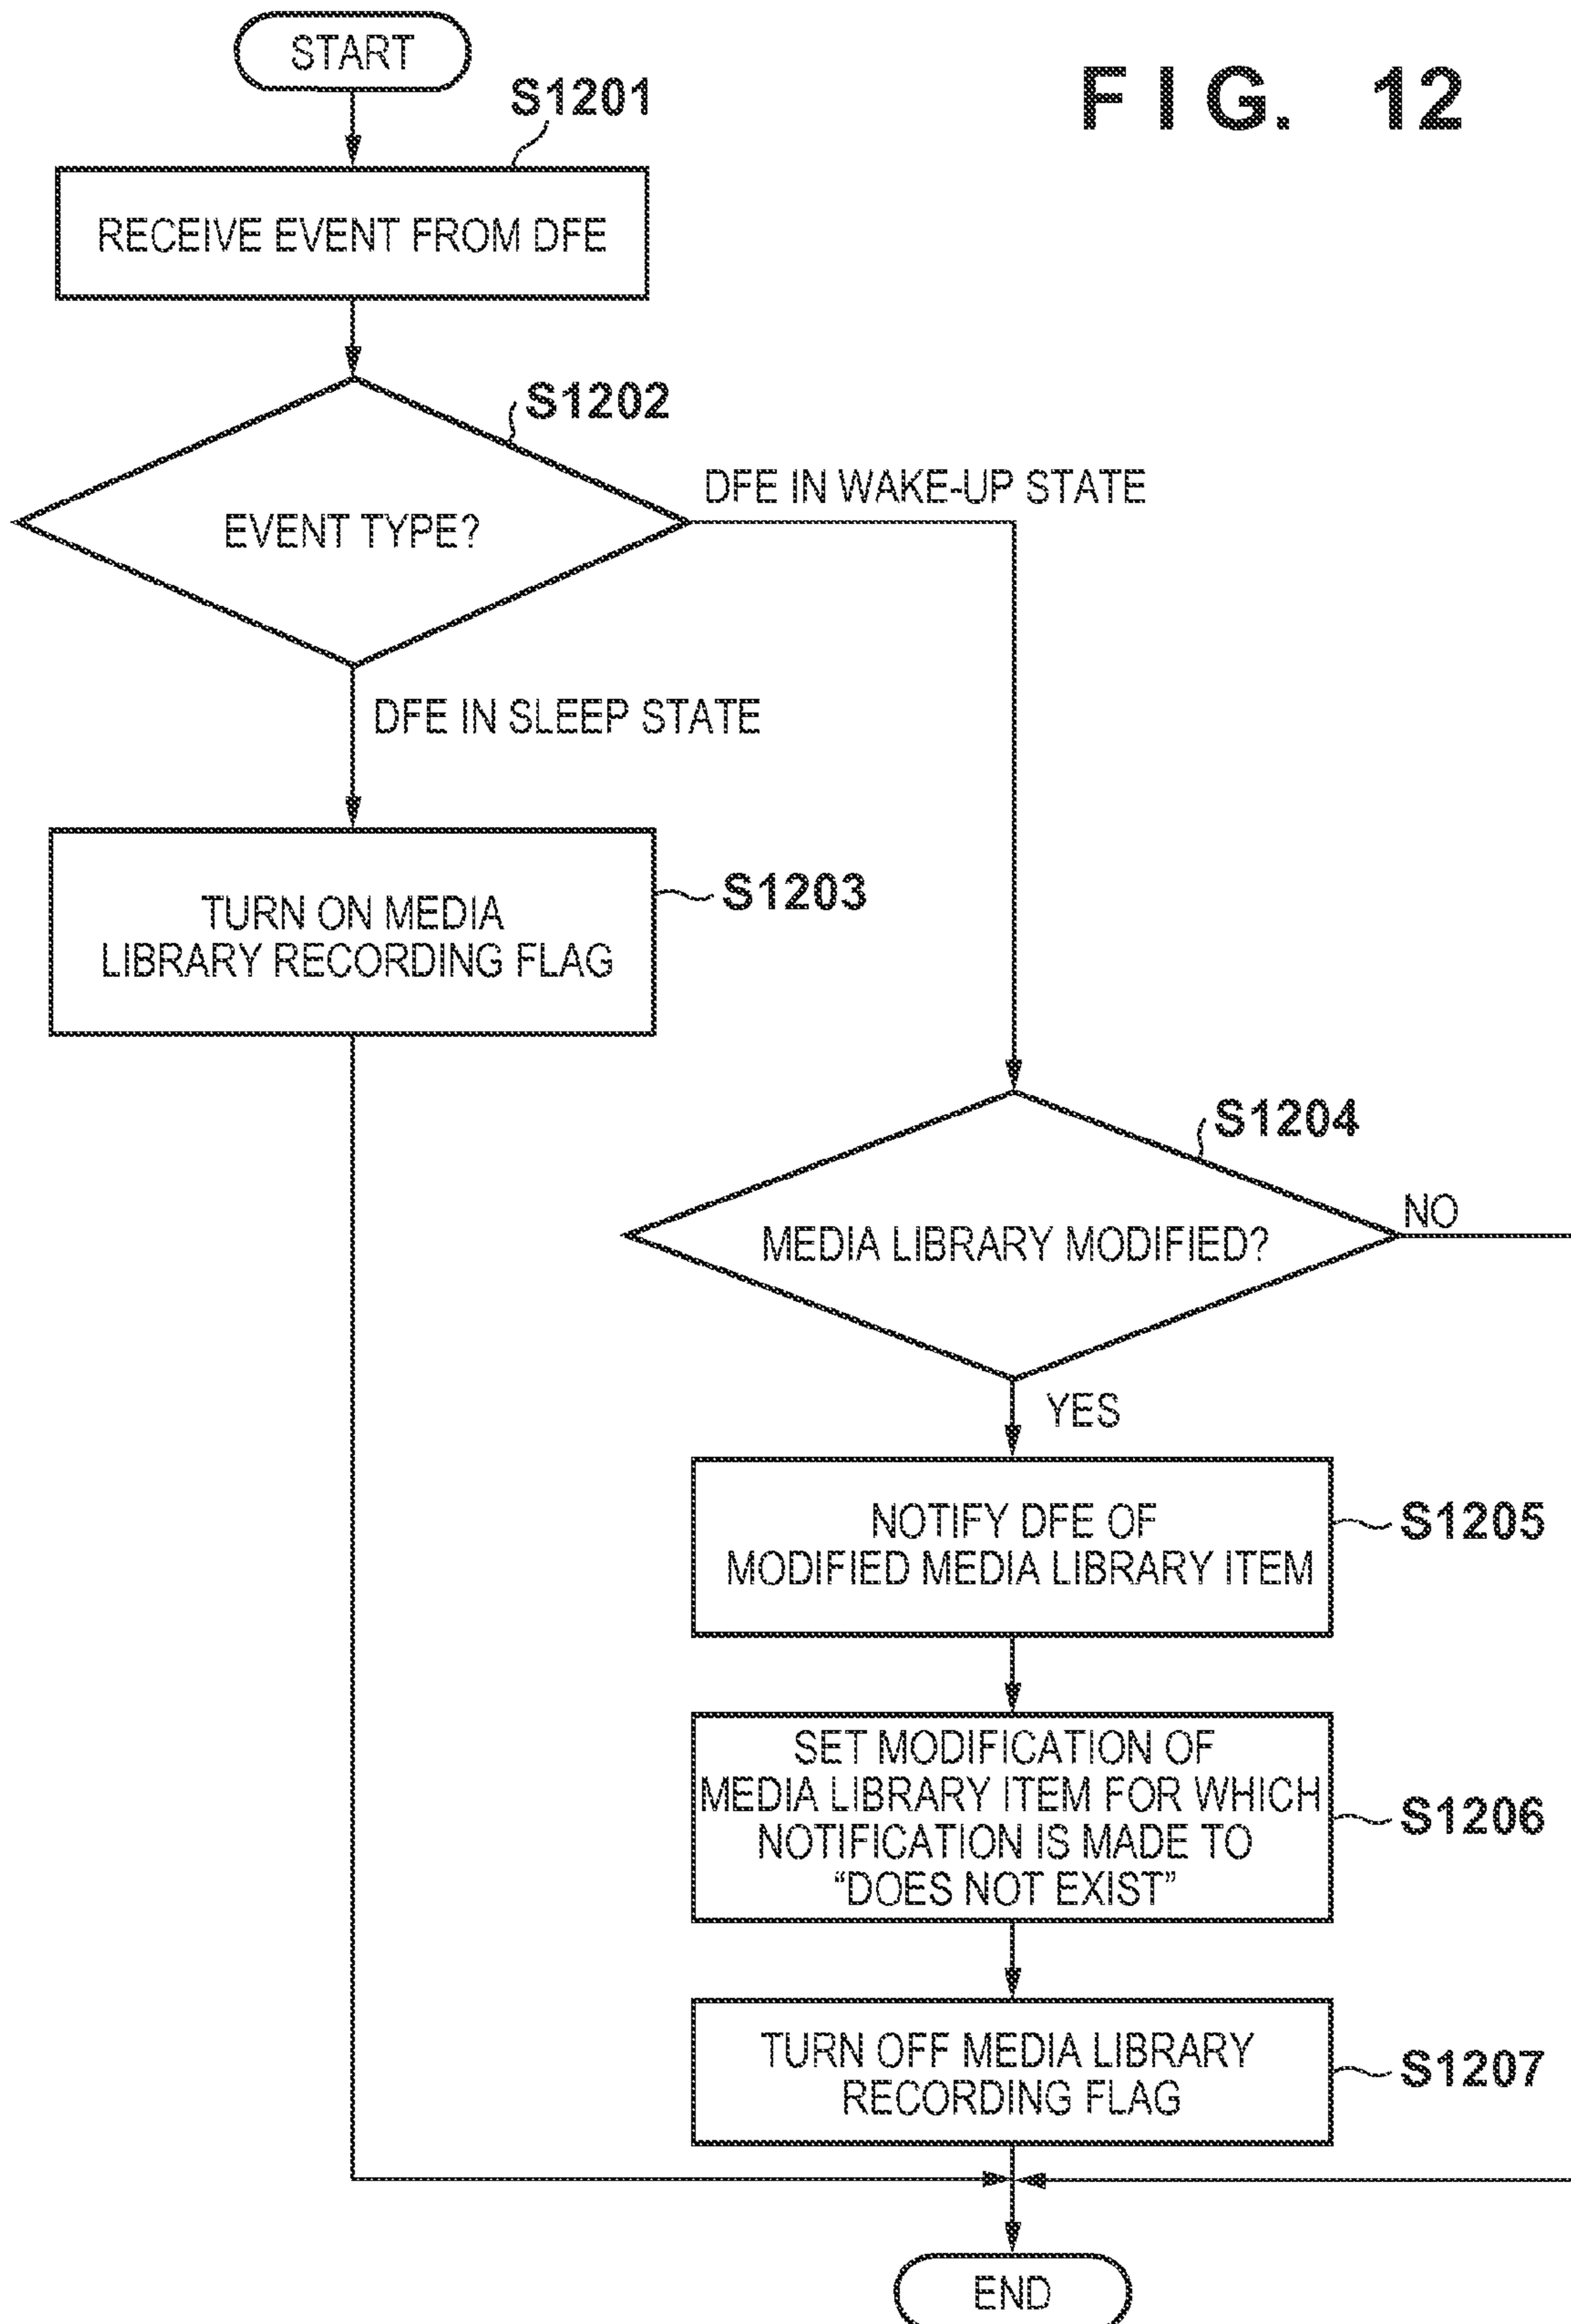 START
FIG. 12
S1201
RECEIVE EVENT FROM DFE
S1202
DFE IN WAKE-UP STATE
EVENT TYPE?
DFE IN SLEEP STATE
S1203
TURN ON MEDIA
LIBRARY RECORDING FLAG
S1204
NO
MEDIA LIBRARY MODIFIED?
YES
NOTIFY DFE OF
MODIFIED MEDIA LIBRARY ITEM
S1205
SET MODIFICATION OF
MEDIA LIBRARY ITEM FOR WHICH
NOTIFICATION IS MADE TO
“DOES NOT EXIST”
S1206
TURN OFF MEDIA LIBRARY
RECORDING FLAG
S1207
END